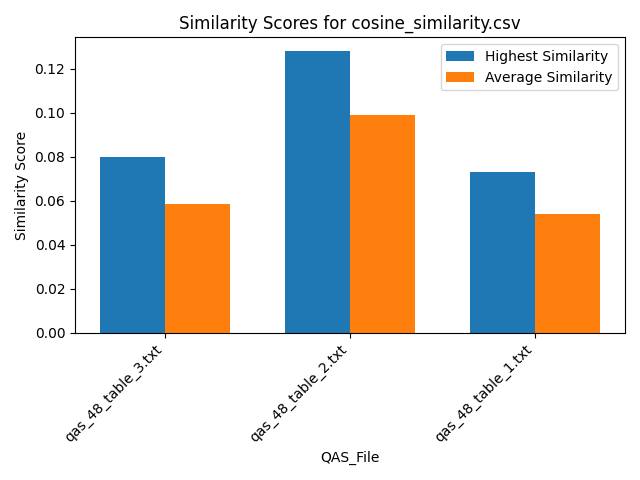 Similarity Scores for cosine_similarity.csv
Highest Similarity
Average Similarity
Similarity Score
0.12
0.10
0.08
0.06
0.04
0.02
0.00
qas_48_table_3.txt
qas_48_table_2.txt
qas_48_table_1.txt
QAS_File